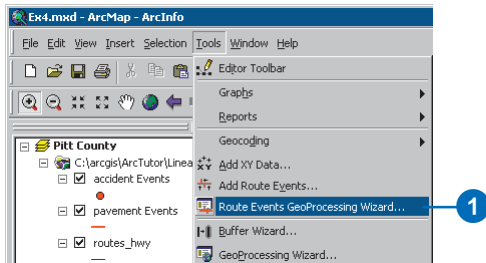 Ex4.mxd - ArcMap - ArcInfo
File Edit View Insert Selection Tools Window Help
Editor Toolbar
Graphs
Reports
Geocoding
Add XY Data...
Add Route Events...
Route Events GeoProcessing Wizard...
1
Buffer Wizard...
GeoProcessing Wizard...
Pitt County
C:\arcgis\ArcTutor\Linea
accident Events
pavement Events
routes_hwy